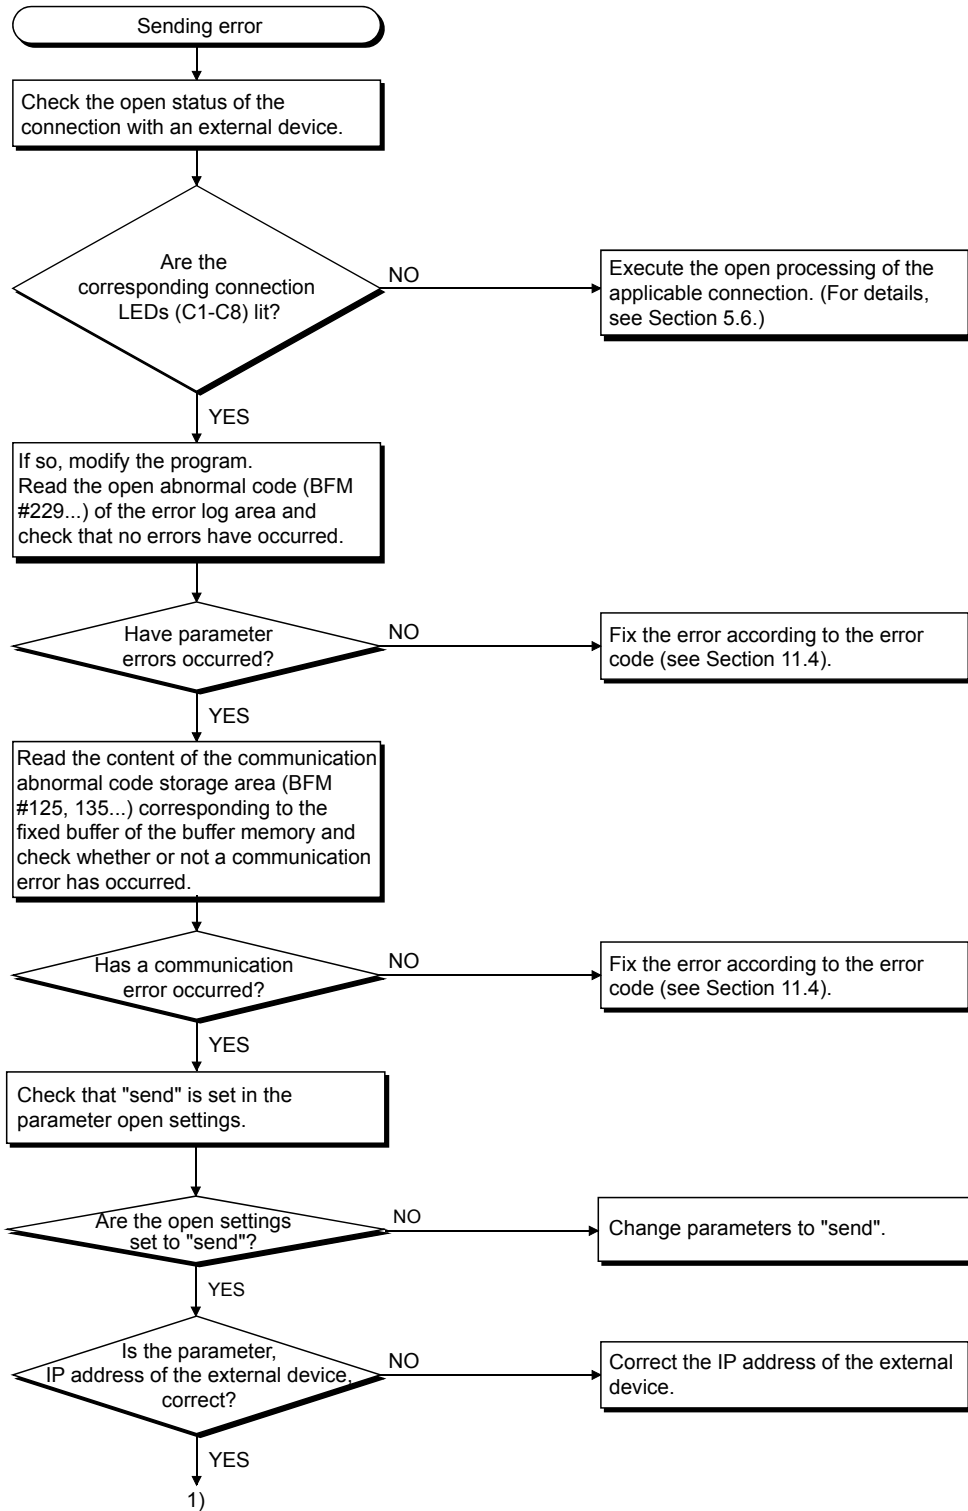 Sending error
Check the open status of the
connection with an external device.
Are the
corresponding connection
LEDs (C1-C8) lit?
NO
Execute the open processing of the
applicable connection. (For details,
see Section 5.6.)
YES
If so, modify the program.
Read the open abnormal code (BFM
#229...) of the error log area and
check that no errors have occurred.
Have parameter
errors occurred?
NO
Fix the error according to the error
code (see Section 11.4).
YES
Read the content of the communication
abnormal code storage area (BFM
#125, 135...) corresponding to the
fixed buffer of the buffer memory and
check whether or not a communication
error has occurred.
Has a communication
error occurred?
NO
Fix the error according to the error
code (see Section 11.4).
YES
Check that "send" is set in the
parameter open settings.
Are the open settings
set to "send"?
NO
Change parameters to "send".
YES
Is the parameter,
IP address of the external device,
correct?
NO
Correct the IP address of the external
device.
YES
1)